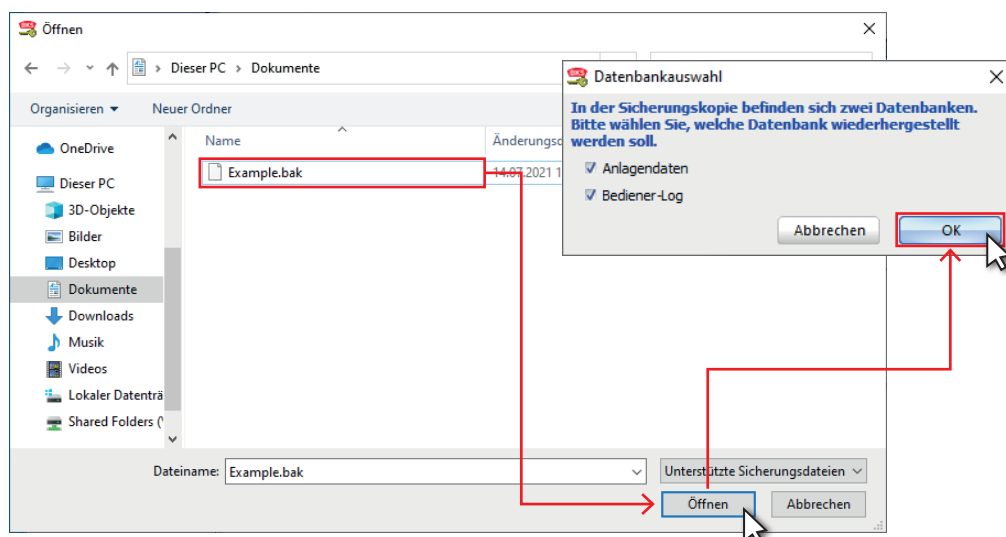 BKS Öffnen
Dieser PC > Dokumente
Organisieren Neuer Ordner
Name Änderungsd
OneDrive
Dieser PC
3D-Objekte
Bilder
Desktop
Dokumente
Downloads
Musik
Videos
Lokaler Datenträ
Shared Folders (
Example.bak 14.07.2021 1
Dateiname: Example.bak Unterstützte Sicherungsdateien
Öffnen Abbrechen
BKS Datenbankauswahl
In der Sicherungskopie befinden sich zwei Datenbanken.
Bitte wählen Sie, welche Datenbank wiederhergestellt
werden soll.
Anlagendaten
Bediener-Log
Abbrechen OK